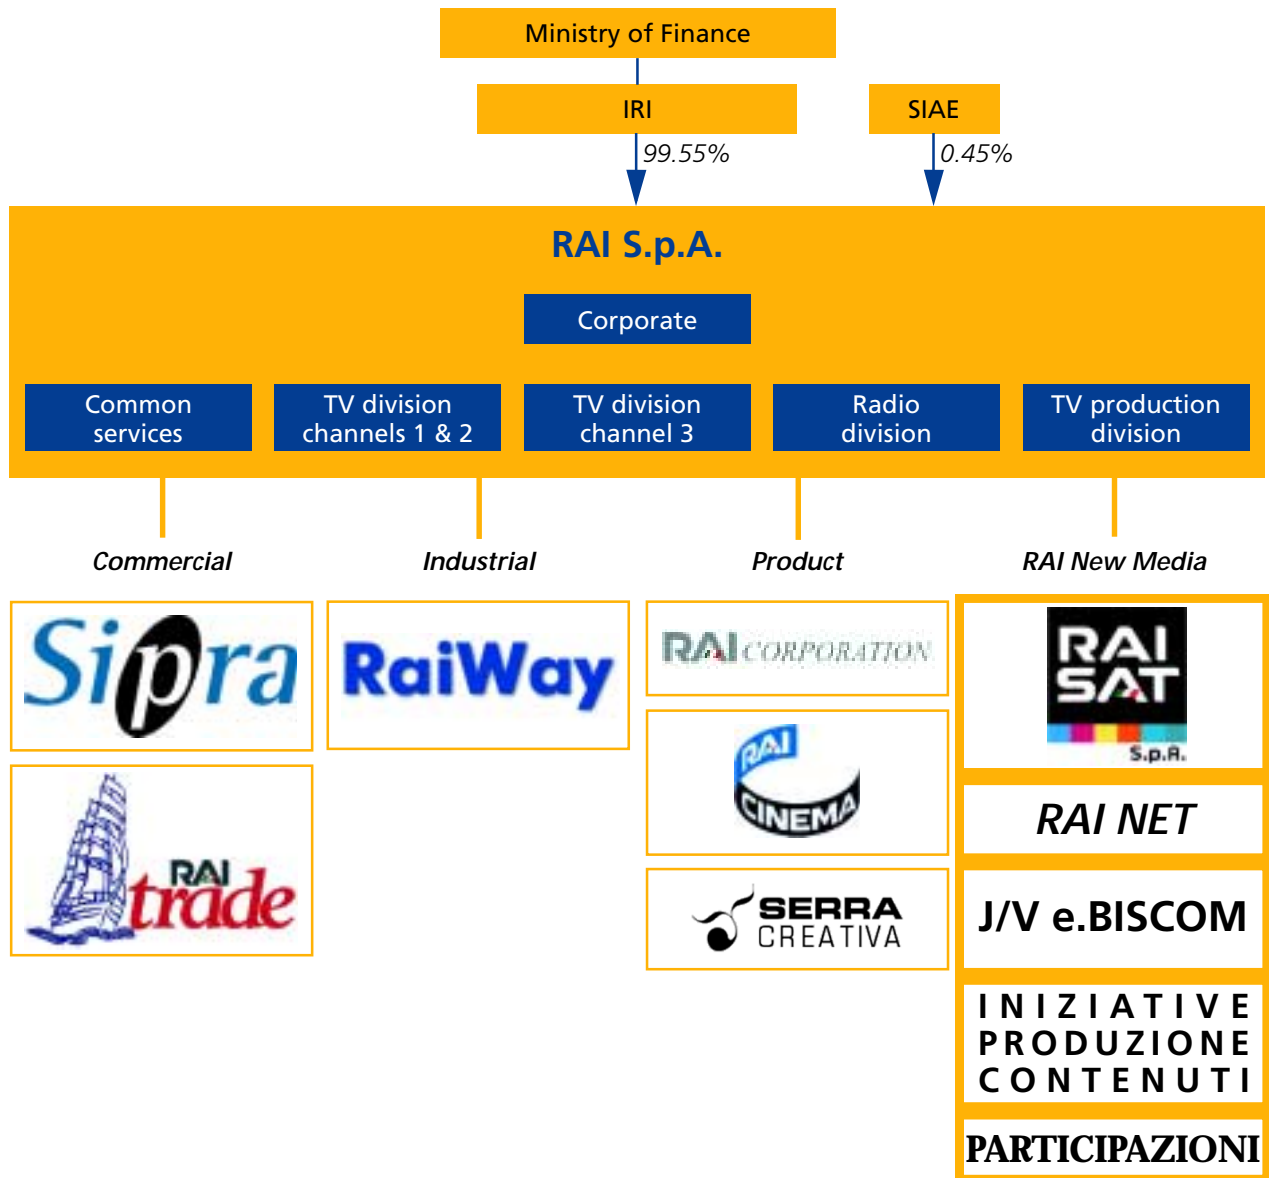 Ministry of Finance
IRI
SIAE
99.55%
0.45%
RAI S.p.A.
Corporate
Common
services
TV division
channels 1 & 2
TV division
channel 3
Radio
division
TV production
division
Commercial
Industrial
Product
RAI New Media
Sipra
RAI
trade
RaiWay
RAI CORPORATION
RAI
CINEMA
SERRA
CREATIVA
RAI
SAT
S.p.A.
RAI NET
J/V e.BISCOM
INIZIATIVE
PRODUZIONE
CONTENUTI
PARTICIPAZIONI